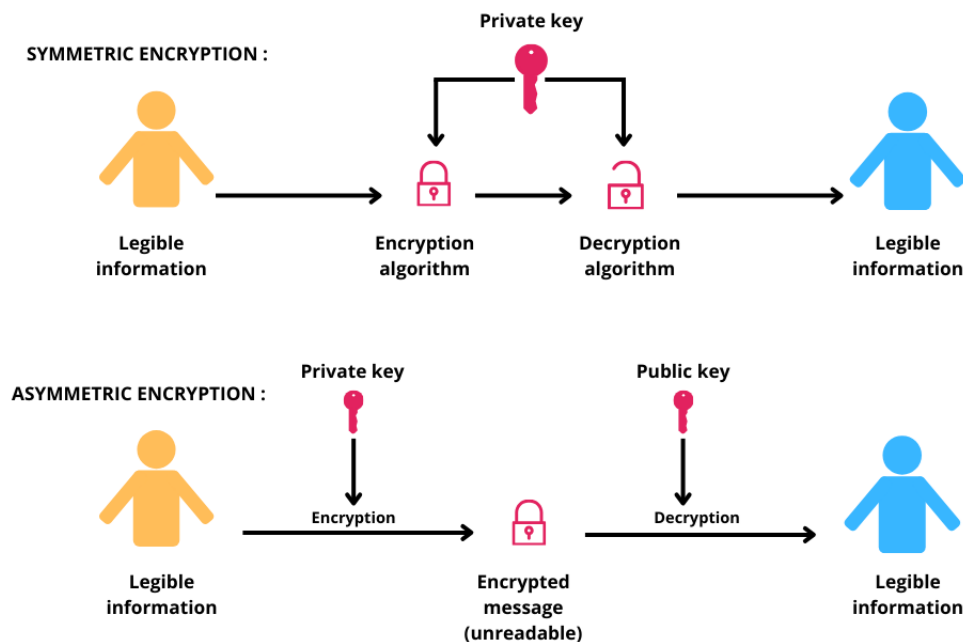 Private key
SYMMETRIC ENCRYPTION :
Legible
information
Encryption
algorithm
Decryption
algorithm
Legible
information
ASYMMETRIC ENCRYPTION :
Private key
Public key
Encryption
Decryption
Legible
information
Encrypted
message
(unreadable)
Legible
information